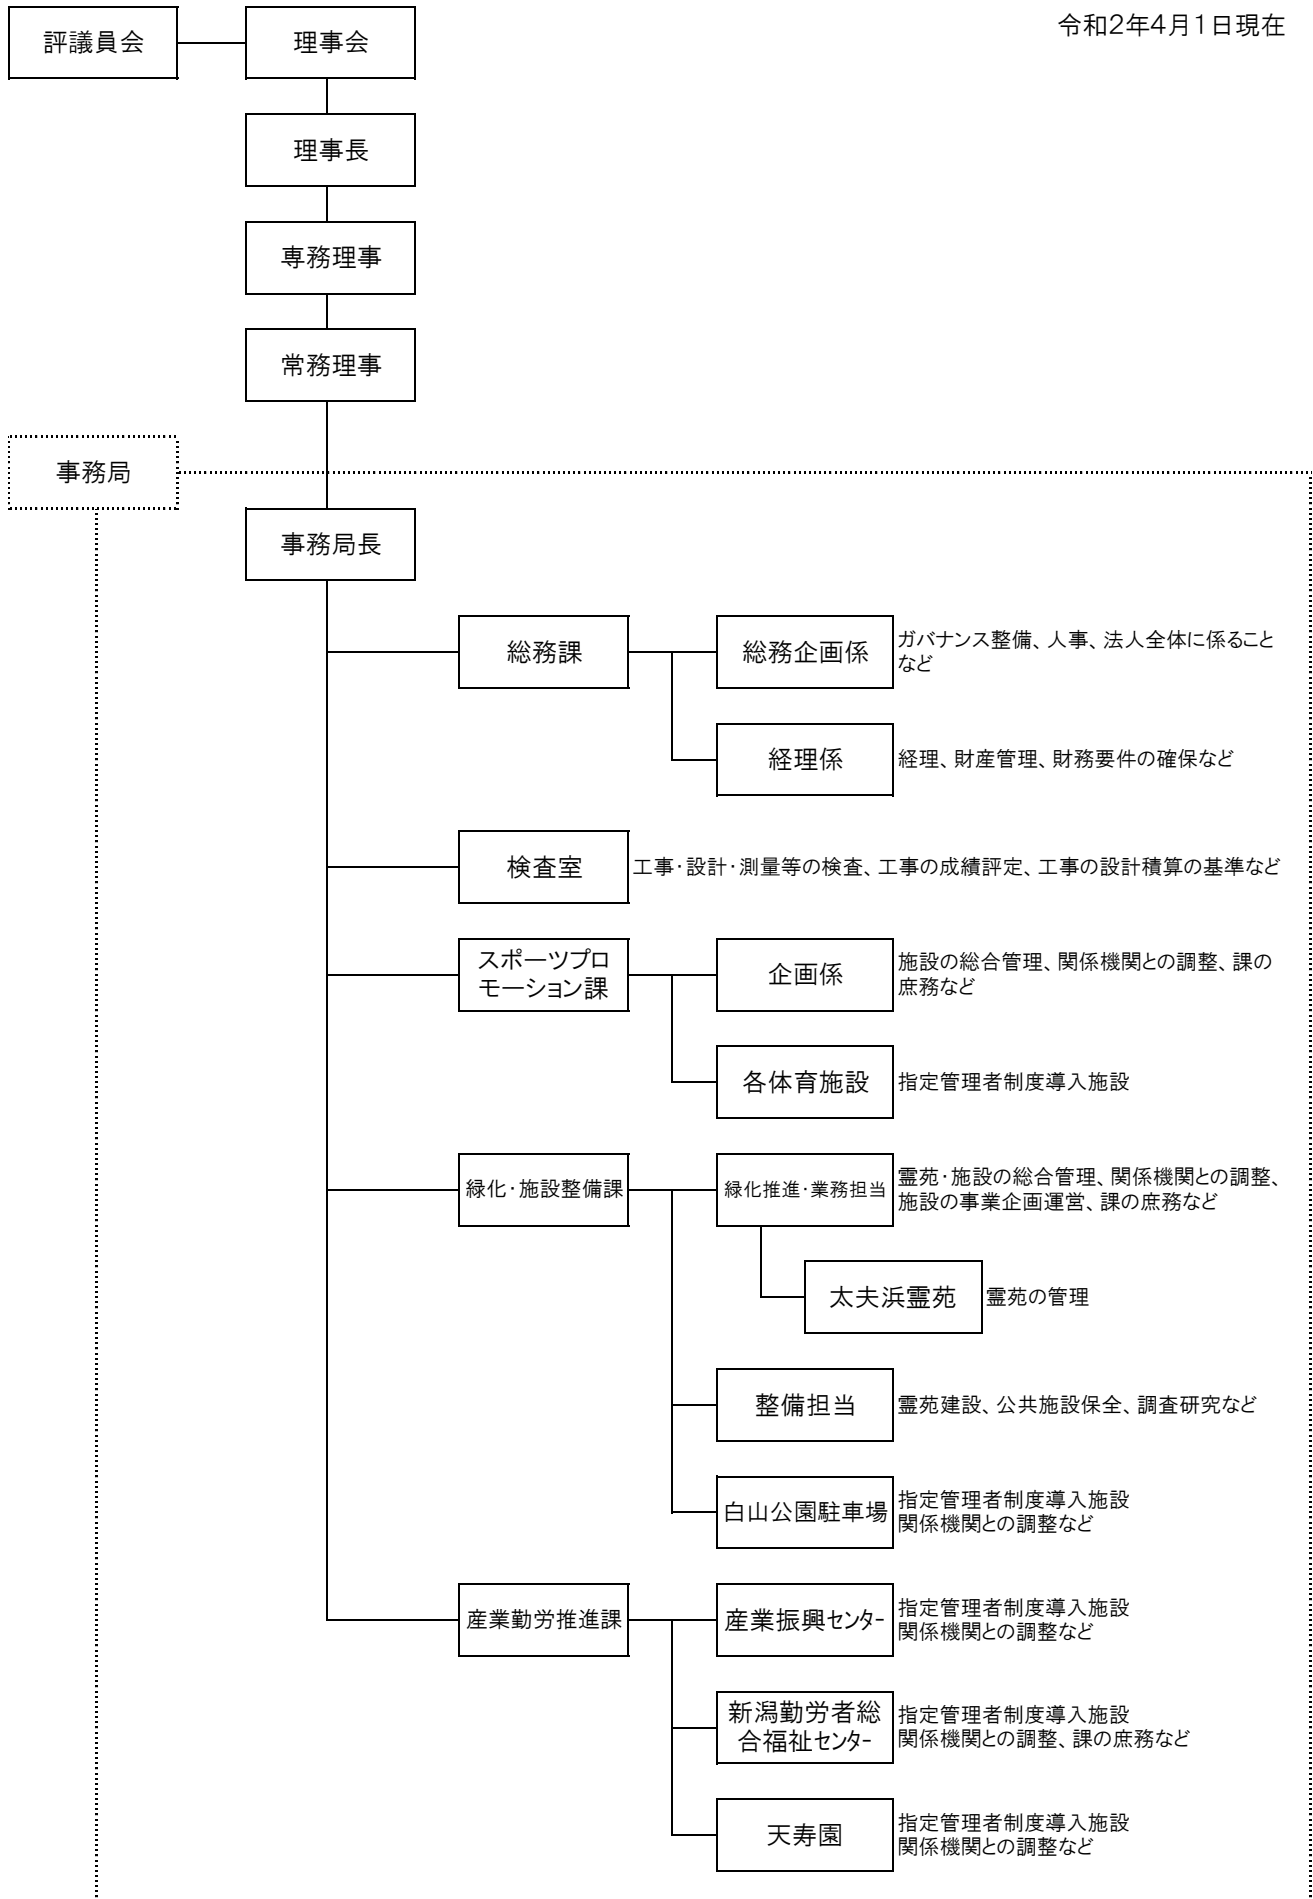 令和2年4月1日現在
評議員会
理事会
理事長
専務理事
常務理事
事務局
事務局長
総務課
総務企画係
ガバナンス整備、人事、法人全体に係ること
など
経理係
経理、財産管理、財務要件の確保など
検査室
工事・設計・測量等の検査、工事の成績評定、工事の設計積算の基準など
スポーツプロ
モーション課
企画係
施設の総合管理、関係機関との調整、課の
庶務など
各体育施設
指定管理者制度導入施設
緑化・施設整備課
緑化推進・業務担当
霊苑・施設の総合管理、関係機関との調整、
施設の事業企画運営、課の庶務など
太夫浜霊苑
霊苑の管理
整備担当
霊苑建設、公共施設保全、調査研究など
白山公園駐車場
指定管理者制度導入施設
関係機関との調整など
産業勤労推進課
産業振興センター
指定管理者制度導入施設
関係機関との調整など
新潟勤労者総
合福祉センター
指定管理者制度導入施設
関係機関との調整、課の庶務など
天寿園
指定管理者制度導入施設
関係機関との調整など